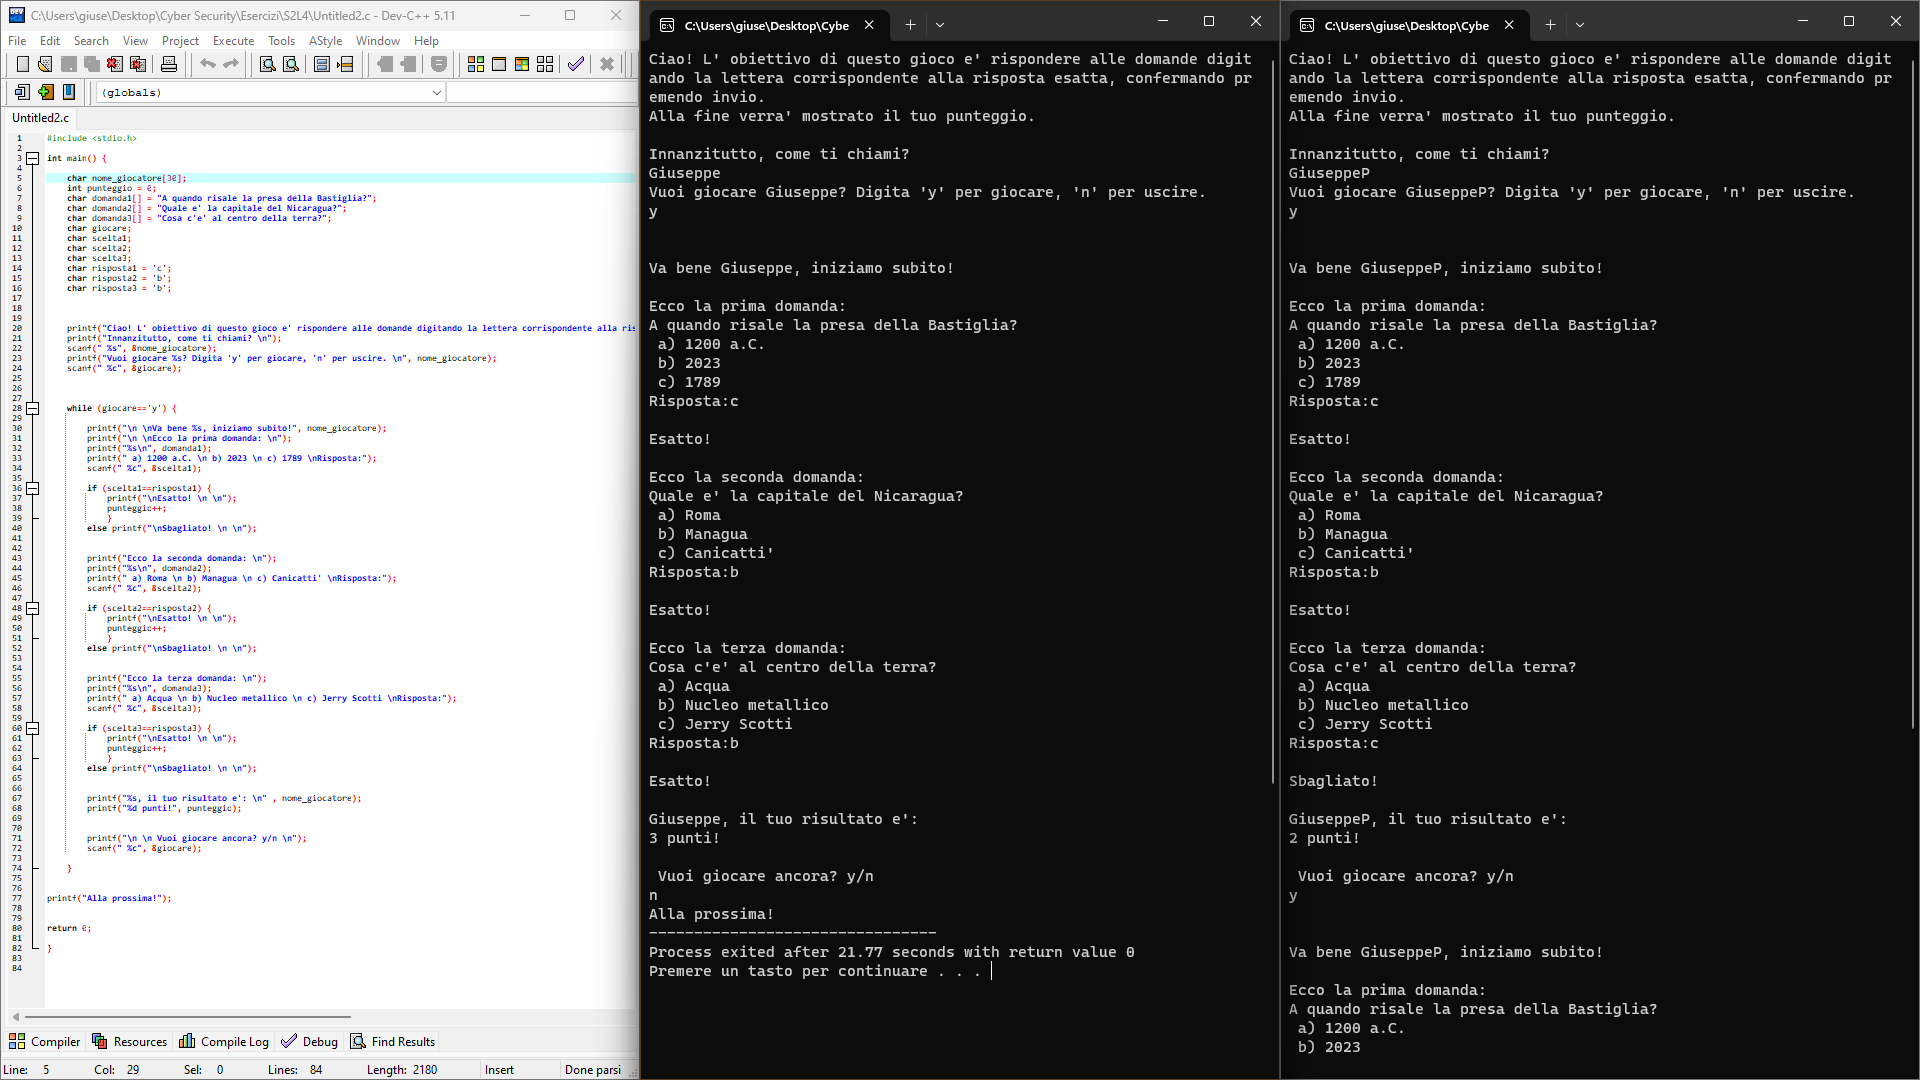 C:\Users\giuse\Desktop\Cyber Security\Esercizi\S2L4\Untitled2.c - Dev-C++ 5.11
File Edit Search View Project Execute Tools AStyle Window Help
(globals)
Untitled2.c
1 #include <stdio.h>
2
3 int main() {
4
5 char nome_giocatore[30];
6 int punteggio = 0;
7 char domanda1[] = "A quando risale la presa della Bastiglia?";
8 char domanda2[] = "Quale e' la capitale del Nicaragua?";
9 char domanda3[] = "Cosa c'e' al centro della terra?";
10 char giocare;
11 char scelta1;
12 char scelta2;
13 char scelta3;
14 char risposta1 = 'c';
15 char risposta2 = 'b';
16 char risposta3 = 'b';
17
18
19
20 printf("Ciao! L' obiettivo di questo gioco e' rispondere alle domande digitando la lettera corrispondente alla ris
21 printf("Innanzitutto, come ti chiami? \n");
22 scanf(" %s", &nome_giocatore);
23 printf("Vuoi giocare %s? Digita 'y' per giocare, 'n' per uscire. \n", nome_giocatore);
24 scanf(" %c", &giocare);
25
26
27
28 while (giocare=='y') {
29
30 printf("\n \nVa bene %s, iniziamo subito!", nome_giocatore);
31 printf("\n \nEcco la prima domanda: \n");
32 printf("%s\n", domanda1);
33 printf(" a) 1200 a.C. \n b) 2023 \n c) 1789 \nRisposta:");
34 scanf(" %c", &scelta1);
35
36 if (scelta1==risposta1) {
37 printf("\nEsatto! \n \n");
38 punteggio++;
39 }
40 else printf("\nSbagliato! \n \n");
41
42
43 printf("Ecco la seconda domanda: \n");
44 printf("%s\n", domanda2);
45 printf(" a) Roma \n b) Managua \n c) Canicatti' \nRisposta:");
46 scanf(" %c", &scelta2);
47
48 if (scelta2==risposta2) {
49 printf("\nEsatto! \n \n");
50 punteggio++;
51 }
52 else printf("\nSbagliato! \n \n");
53
54
55 printf("Ecco la terza domanda: \n");
56 printf("%s\n", domanda3);
57 printf(" a) Acqua \n b) Nucleo metallico \n c) Jerry Scotti \nRisposta:");
58 scanf(" %c", &scelta3);
59
60 if (scelta3==risposta3) {
61 printf("\nEsatto! \n \n");
62 punteggio++;
63 }
64 else printf("\nSbagliato! \n \n");
65
66
67 printf("%s, il tuo risultato e': \n" , nome_giocatore);
68 printf("%d punti!", punteggio);
69
70
71 printf("\n \n Vuoi giocare ancora? y/n \n");
72 scanf(" %c", &giocare);
73
74 }
75
76
77 printf("Alla prossima!");
78
79
80 return 0;
81
82 }
83
84
Compiler Resources Compile Log Debug Find Results
Line: 5 Col: 29 Sel: 0 Lines: 84 Length: 2180 Insert Done parsi
C:\Users\giuse\Desktop\Cybe
Ciao! L' obiettivo di questo gioco e' rispondere alle domande digit
ando la lettera corrispondente alla risposta esatta, confermando pr
emendo invio.
Alla fine verra' mostrato il tuo punteggio.
Innanzitutto, come ti chiami?
Giuseppe
Vuoi giocare Giuseppe? Digita 'y' per giocare, 'n' per uscire.
y
Va bene Giuseppe, iniziamo subito!
Ecco la prima domanda:
A quando risale la presa della Bastiglia?
a) 1200 a.C.
b) 2023
c) 1789
Risposta:c
Esatto!
Ecco la seconda domanda:
Quale e' la capitale del Nicaragua?
a) Roma
b) Managua
c) Canicatti'
Risposta:b
Esatto!
Ecco la terza domanda:
Cosa c'e' al centro della terra?
a) Acqua
b) Nucleo metallico
c) Jerry Scotti
Risposta:b
Esatto!
Giuseppe, il tuo risultato e':
3 punti!
Vuoi giocare ancora? y/n
n
Alla prossima!
--------------------------------
Process exited after 21.77 seconds with return value 0
Premere un tasto per continuare . . .
C:\Users\giuse\Desktop\Cybe
Ciao! L' obiettivo di questo gioco e' rispondere alle domande digit
ando la lettera corrispondente alla risposta esatta, confermando pr
emendo invio.
Alla fine verra' mostrato il tuo punteggio.
Innanzitutto, come ti chiami?
GiuseppeP
Vuoi giocare GiuseppeP? Digita 'y' per giocare, 'n' per uscire.
y
Va bene GiuseppeP, iniziamo subito!
Ecco la prima domanda:
A quando risale la presa della Bastiglia?
a) 1200 a.C.
b) 2023
c) 1789
Risposta:c
Esatto!
Ecco la seconda domanda:
Quale e' la capitale del Nicaragua?
a) Roma
b) Managua
c) Canicatti'
Risposta:b
Esatto!
Ecco la terza domanda:
Cosa c'e' al centro della terra?
a) Acqua
b) Nucleo metallico
c) Jerry Scotti
Risposta:c
Sbagliato!
GiuseppeP, il tuo risultato e':
2 punti!
Vuoi giocare ancora? y/n
y
Va bene GiuseppeP, iniziamo subito!
Ecco la prima domanda:
A quando risale la presa della Bastiglia?
a) 1200 a.C.
b) 2023